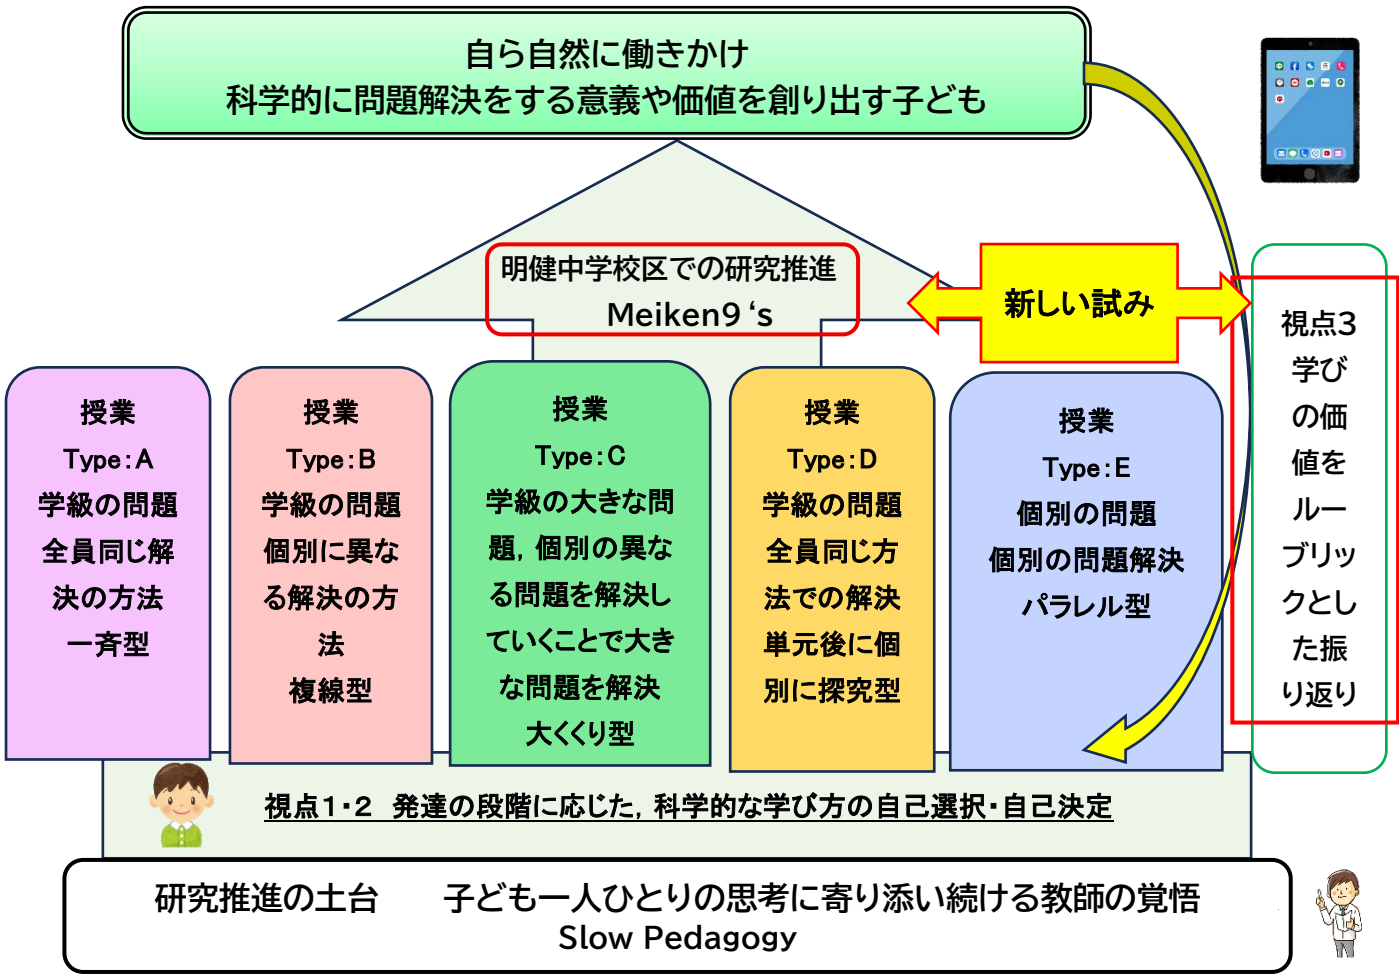 自ら自然に働きかけ
科学的に問題解決をする意義や価値を創り出す子ども
明健中学校区での研究推進
Meiken9‘s
新しい試み
授業
Type:A
学級の問題
全員同じ解
決の方法
一斉型
授業
Type:B
学級の問題
個別に異な
る解決の方
法
複線型
授業
Type:C
学級の大きな問
題,個別の異な
る問題を解決し
ていくことで大き
な問題を解決
大くくり型
授業
Type:D
学級の問題
全員同じ方
法での解決
単元後に個
別に探究型
授業
Type:E
個別の問題
個別の問題解決
パラレル型
視点3
学び
の価
値を
ルー
ブリッ
クとし
た振
り返り
視点1・2 発達の段階に応じた,科学的な学び方の自己選択・自己決定
研究推進の土台 子ども一人ひとりの思考に寄り添い続ける教師の覚悟
Slow Pedagogy